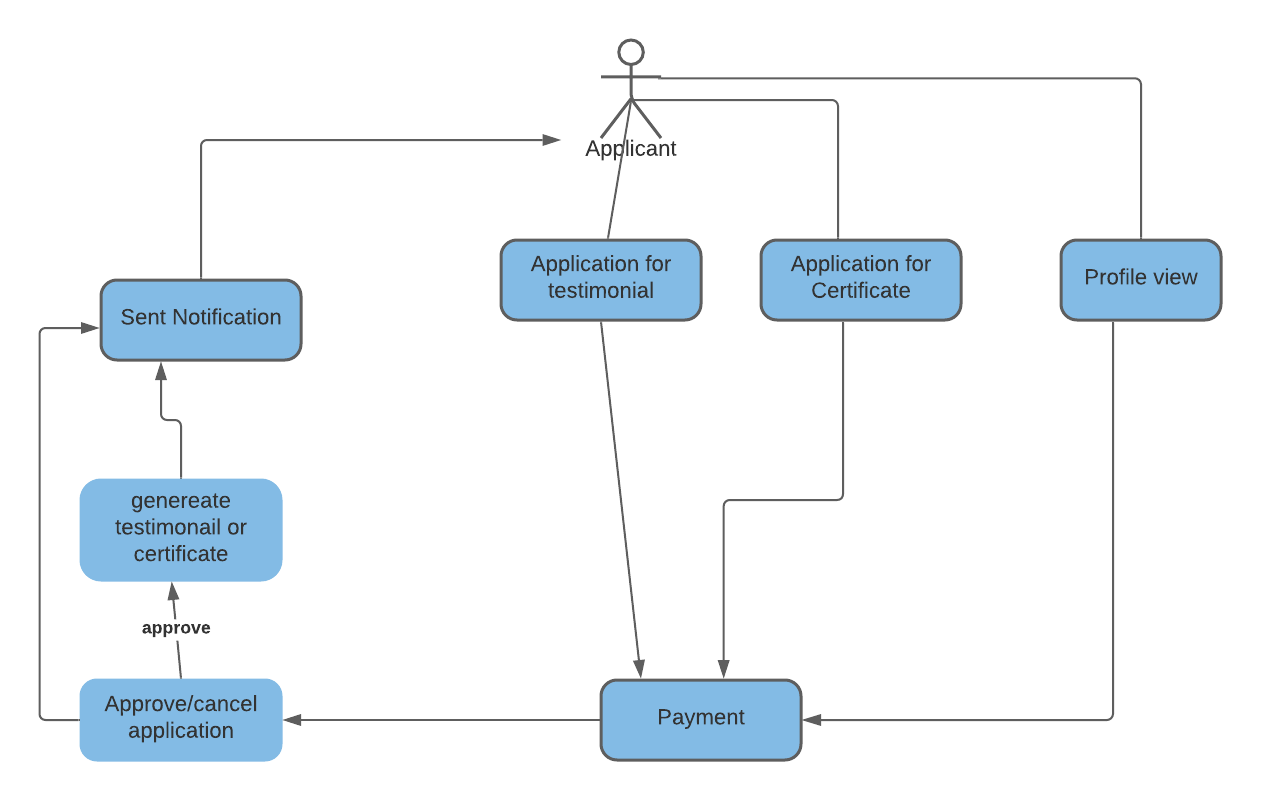 Applicant
Application for
testimonial
Application for
Certificate
Profile view
Sent Notification
genereate
testimonail or
certificate
approve
Approve/cancel
application
Payment